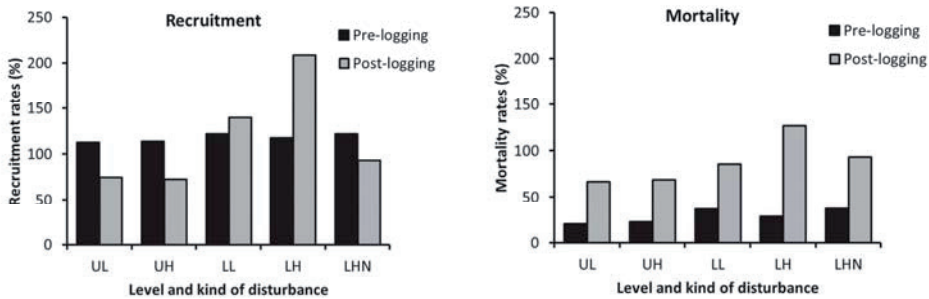 Recruitment
250
200
150
100
50
0
Recruitment rates (%)
Pre-logging
Post-logging
UL UH LL LH LHN
Level and kind of disturbance
Mortality
250
200
150
100
50
0
Mortality rates (%)
Pre-logging
Post-logging
UL UH LL LH LHN
Level and kind of disturbance